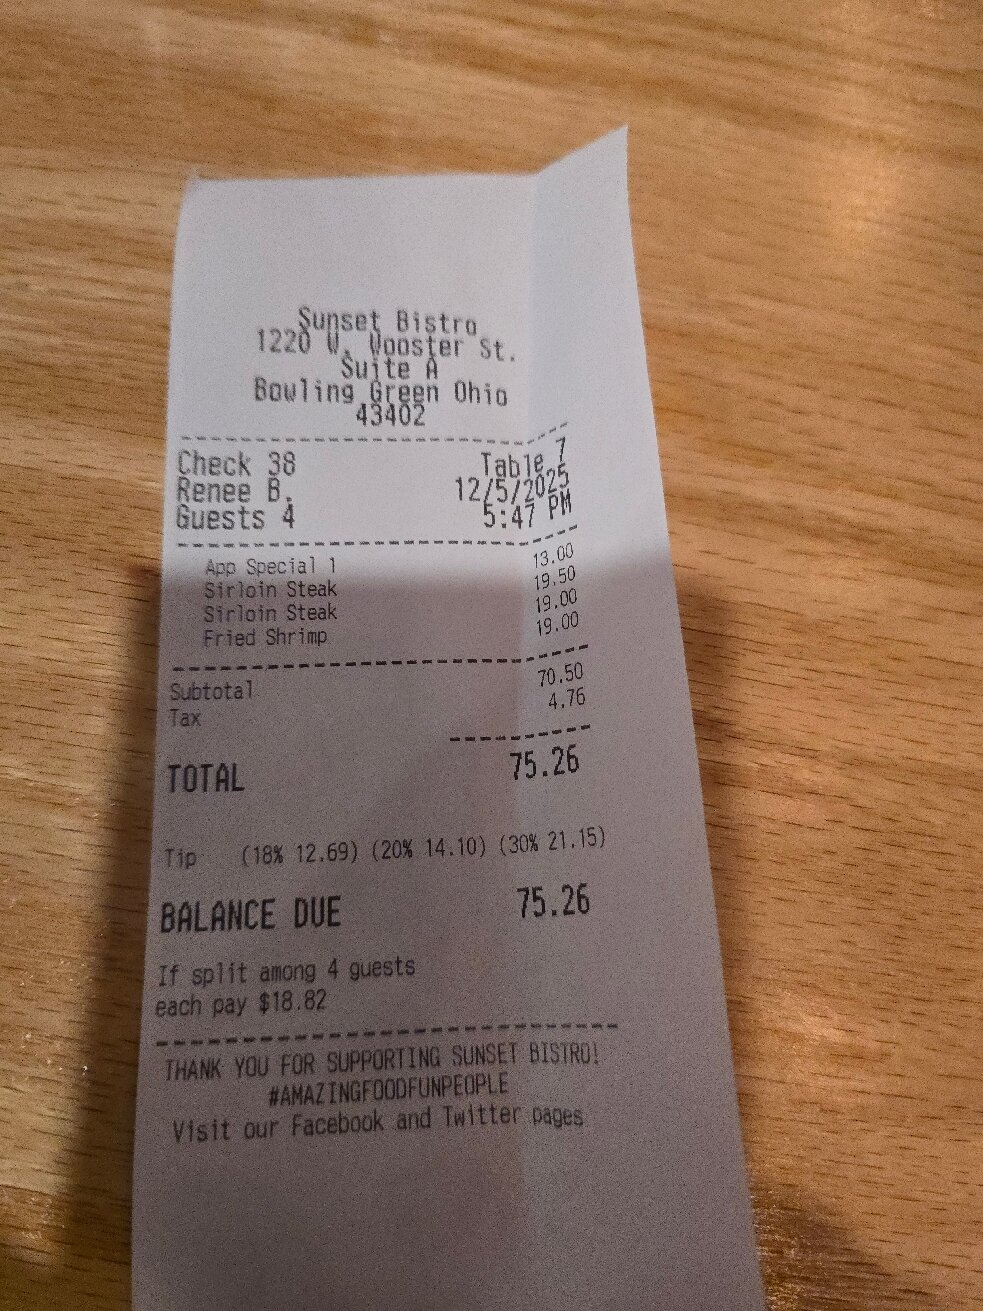 Sunset Bistro
1220 W. Wooster St.
Suite A
Bowling Green Ohio
43402
Check 38 Table 7
Renee B. 12/5/2025
Guests 4 5:47 PM
App Special 1 13.00
Sirloin Steak 19.50
Sirloin Steak 19.00
Fried Shrimp 19.00
Subtotal 70.50
Tax 4.76
TOTAL 75.26
Tip (18% 12.69) (20% 14.10) (30% 21.15)
BALANCE DUE 75.26
If split among 4 guests
each pay $18.82
THANK YOU FOR SUPPORTING SUNSET BISTRO!
#AMAZINGFOODFUNPEOPLE
Visit our Facebook and Twitter pages